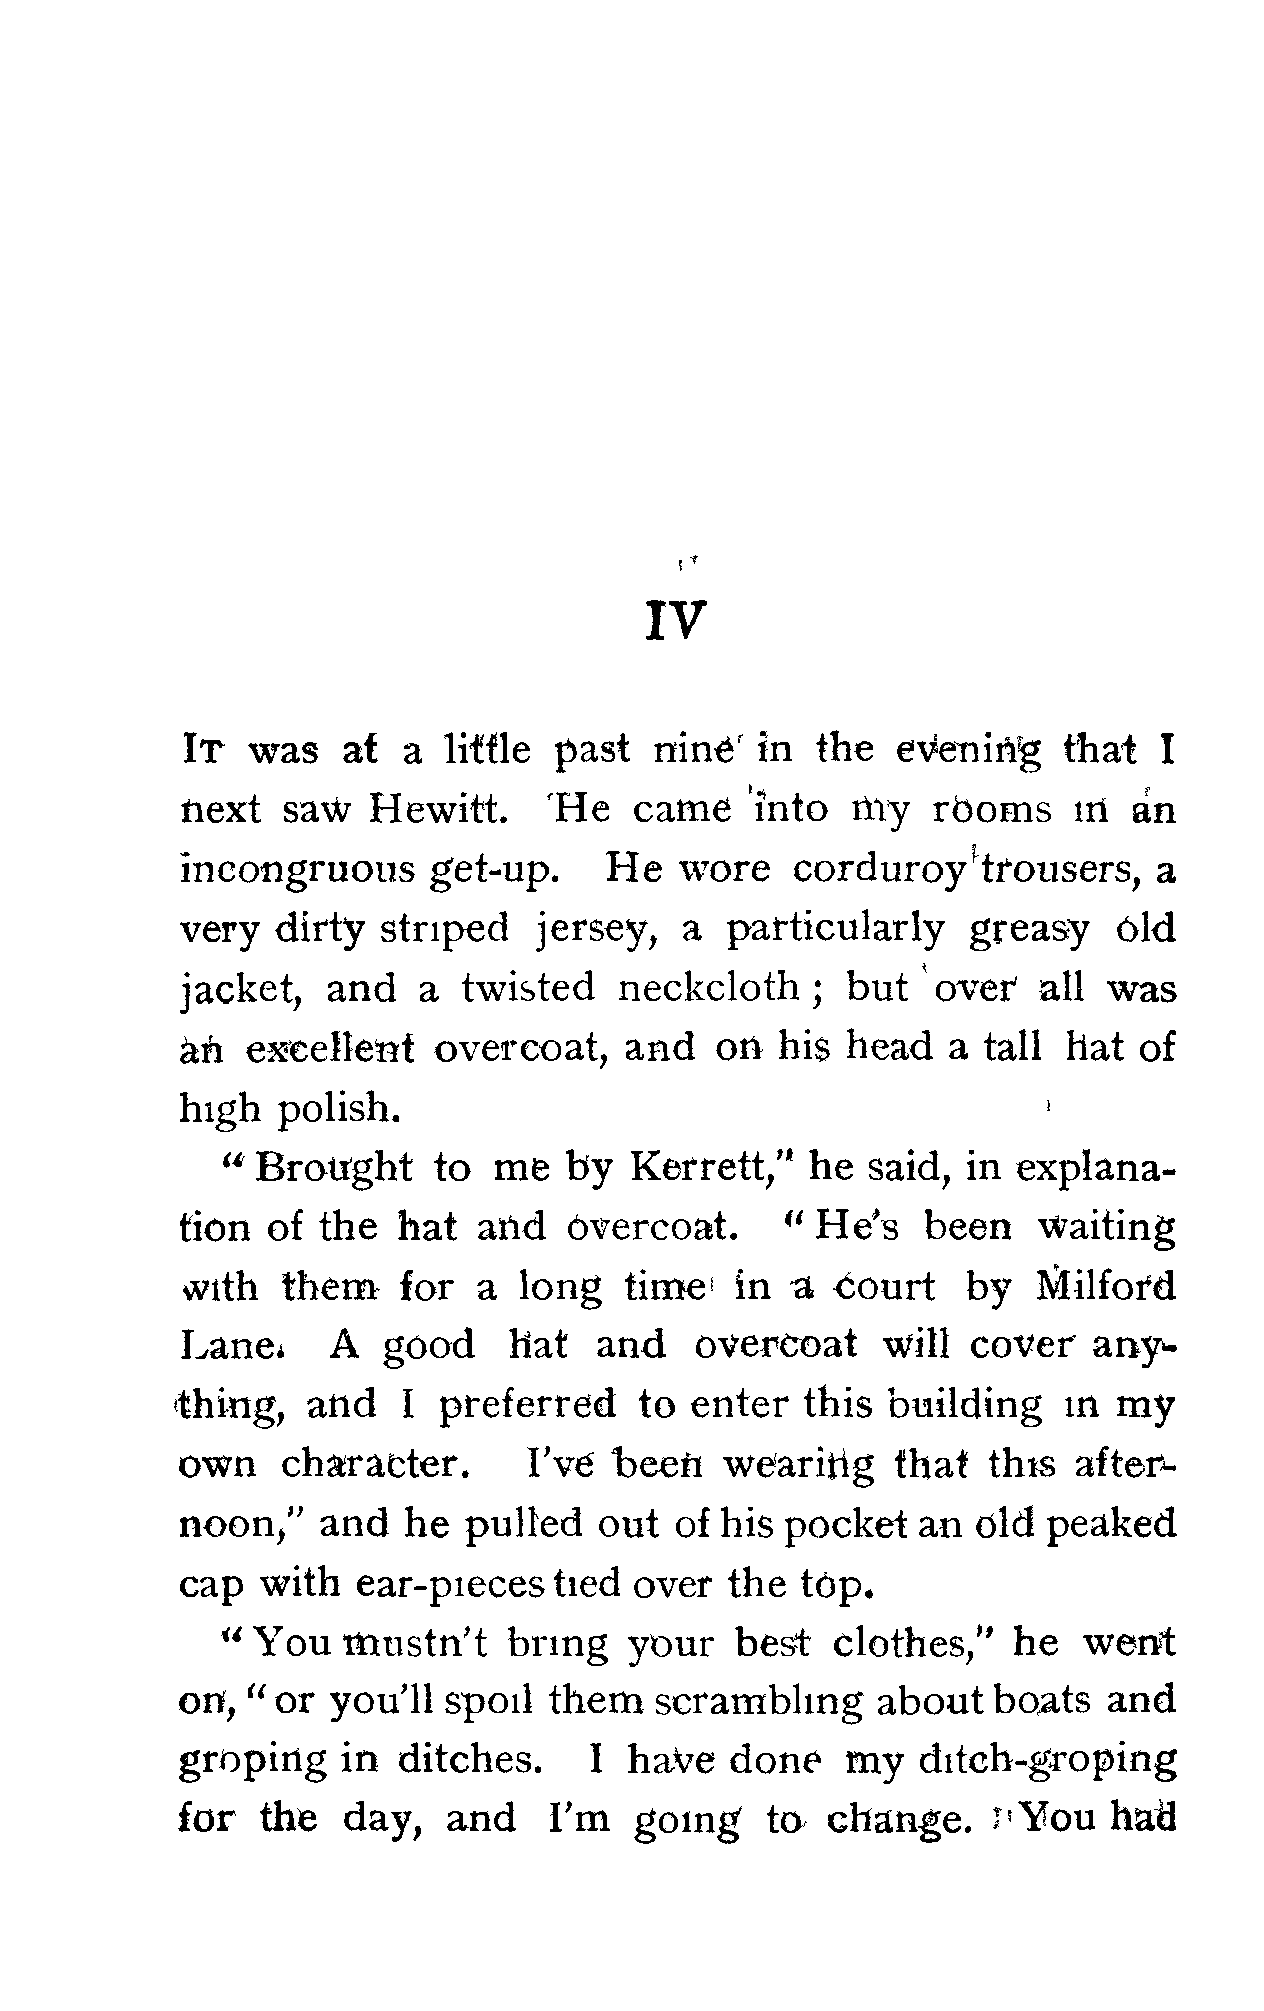 IV
IT was at a little past nine in the evening that I
next saw Hewitt. He came into my rooms in an
incongruous get-up. He wore corduroy trousers, a
very dirty striped jersey, a particularly greasy old
jacket, and a twisted neckcloth ; but over all was
an excellent overcoat, and on his head a tall hat of
high polish.
“ Brought to me by Kerrett,” he said, in explana-
tion of the hat and overcoat. “ He's been waiting
with them for a long time in a court by Milford
Lane. A good hat and overcoat will cover any-
thing, and I preferred to enter this building in my
own character. I've been wearing that this after-
noon,” and he pulled out of his pocket an old peaked
cap with ear-pieces tied over the top.
“ You mustn't bring your best clothes,” he went
on, “ or you'll spoil them scrambling about boats and
groping in ditches. I have done my ditch-groping
for the day, and I'm going to change. You had